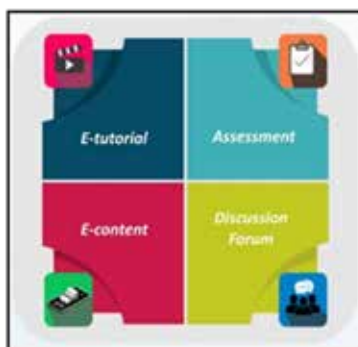 E-tutorial
Assessment
E-content
Discussion
Forum